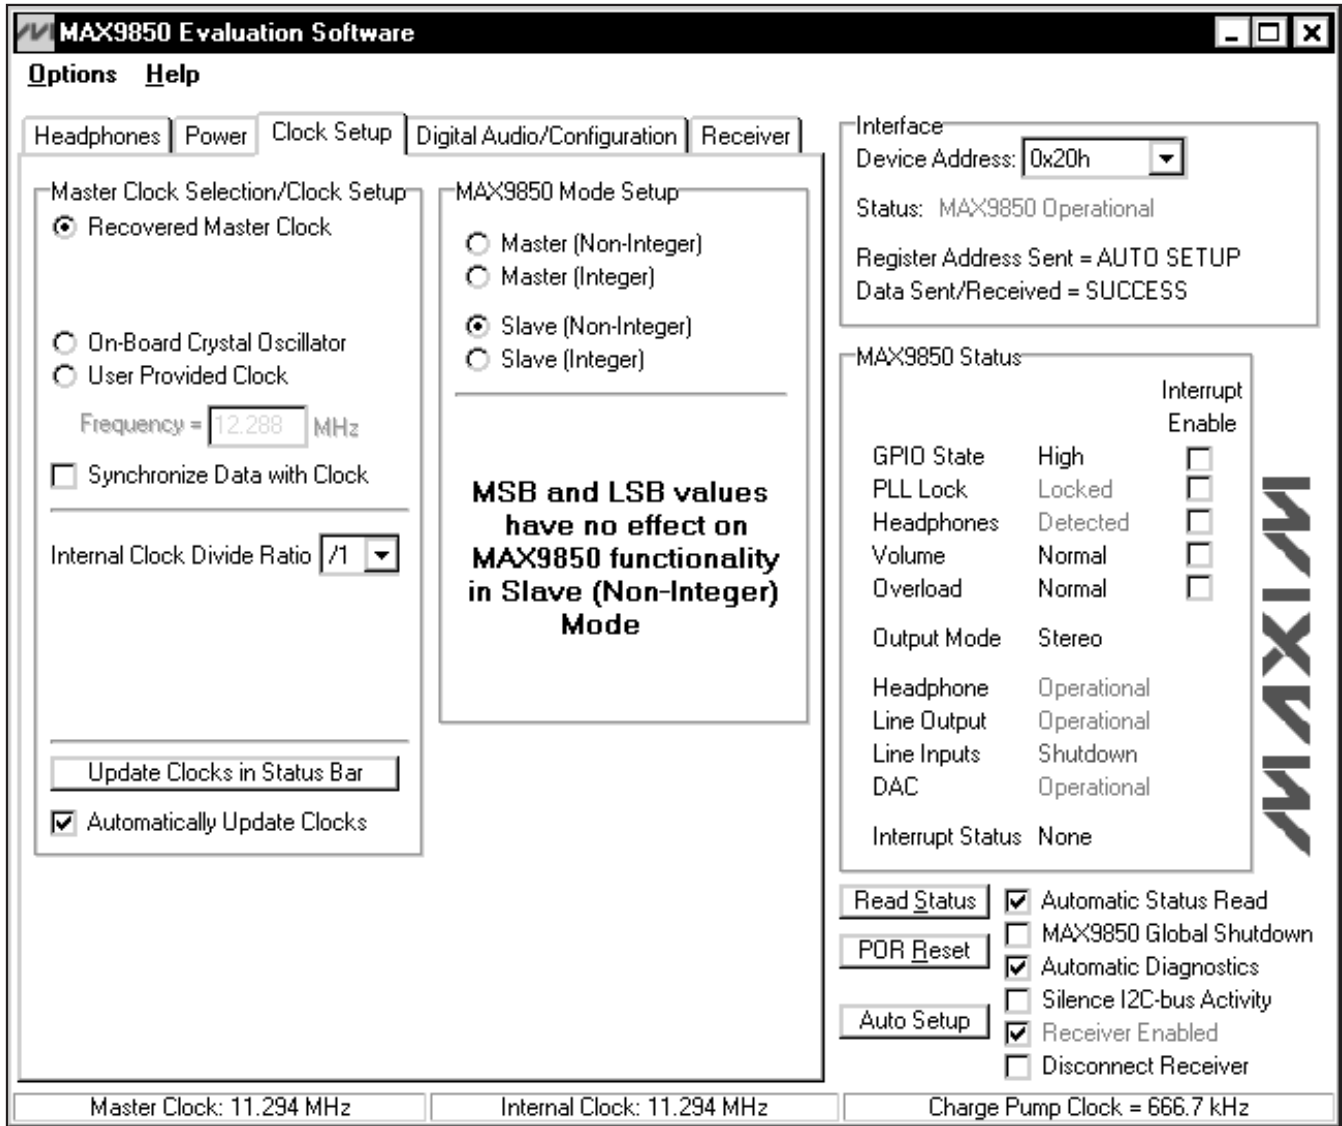 MAX9850 Evaluation Software
Options Help
Headphones Power Clock Setup Digital Audio/Configuration Receiver
Master Clock Selection/Clock Setup
Recovered Master Clock
On-Board Crystal Oscillator
User Provided Clock
Frequency = 12.288 MHz
Synchronize Data with Clock
Internal Clock Divide Ratio /1
Update Clocks in Status Bar
Automatically Update Clocks
MAX9850 Mode Setup
Master (Non-Integer)
Master (Integer)
Slave (Non-Integer)
Slave (Integer)
MSB and LSB values
have no effect on
MAX9850 functionality
in Slave (Non-Integer)
Mode
Interface
Device Address: 0x20h
Status: MAX9850 Operational
Register Address Sent = AUTO SETUP
Data Sent/Received = SUCCESS
MAX9850 Status
Interrupt
Enable
GPIO State High
PLL Lock Locked
Headphones Detected
Volume Normal
Overload Normal
Output Mode Stereo
Headphone Operational
Line Output Operational
Line Inputs Shutdown
DAC Operational
Interrupt Status None
MAXIM
Read Status Automatic Status Read
MAX9850 Global Shutdown
POR Reset
Automatic Diagnostics
Silence I2C-bus Activity
Auto Setup
Receiver Enabled
Disconnect Receiver
Master Clock: 11.294 MHz Internal Clock: 11.294 MHz Charge Pump Clock = 666.7 kHz